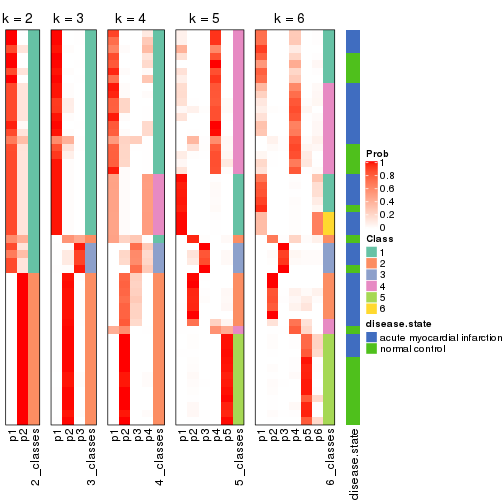 k = 2 k = 3 k = 4 k = 5 k = 6
Prob
1
0.8
0.6
0.4
0.2
0
Class
1
2
3
4
5
6
disease.state
acute myocardial infarction
normal control
p1 p2 2_classes p1 p2 p3 3_classes p1 p2 p3 p4 4_classes p1 p2 p3 p4 p5 5_classes p1 p2 p3 p4 p5 p6 6_classes disease.state